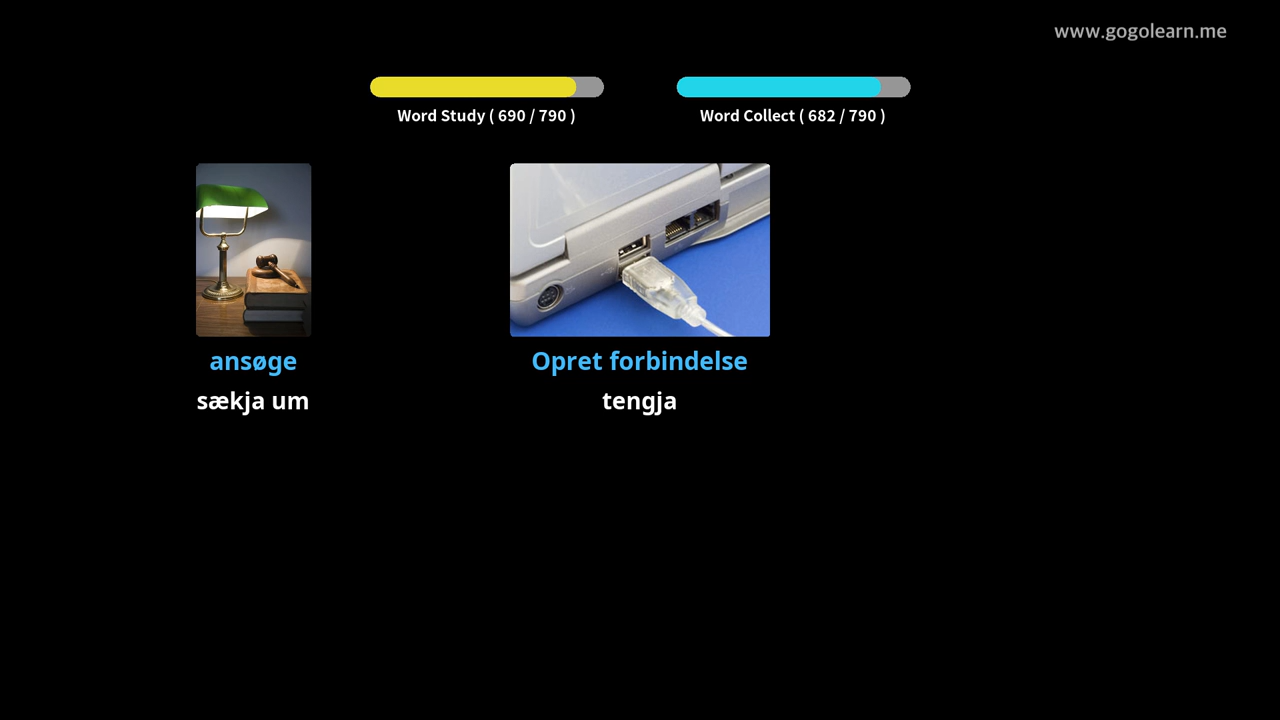 www.gogolearn.me
Word Study ( 690 / 790 )
Word Collect ( 682 / 790 )
ansøge
sækja um
Opret forbindelse
tengja